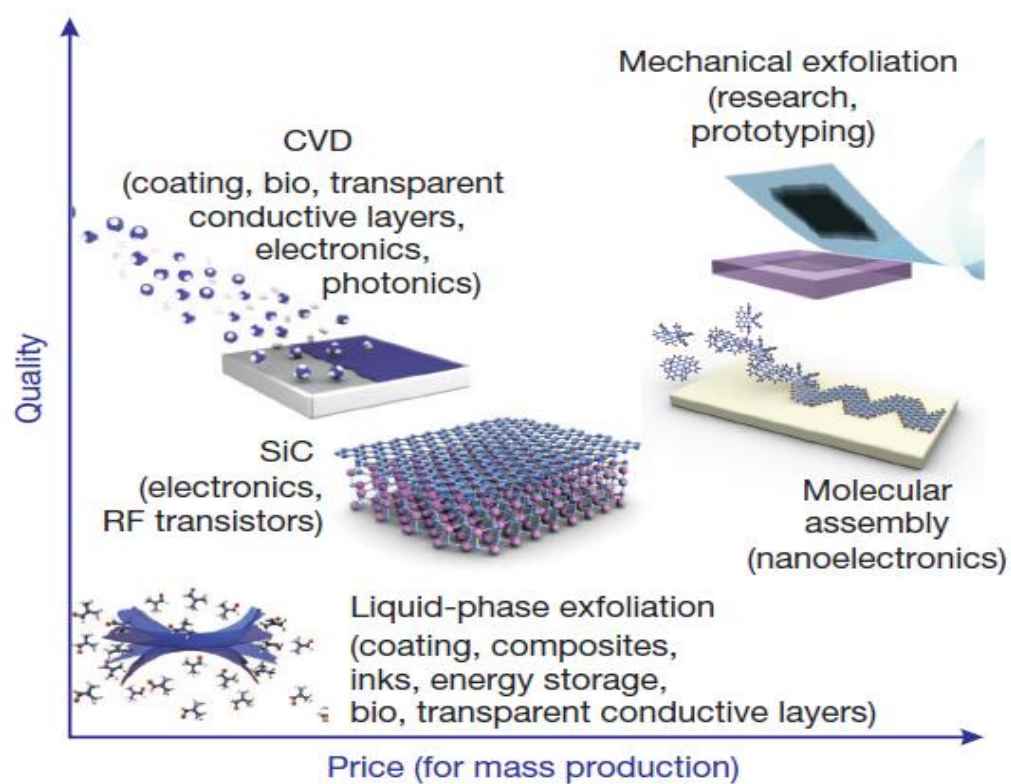 Quality
Mechanical exfoliation
(research,
prototyping)
CVD
(coating, bio, transparent
conductive layers,
electronics,
photonics)
SiC
(electronics,
RF transistors)
Molecular
assembly
(nanoelectronics)
Liquid-phase exfoliation
(coating, composites,
inks, energy storage,
bio, transparent conductive layers)
Price (for mass production)